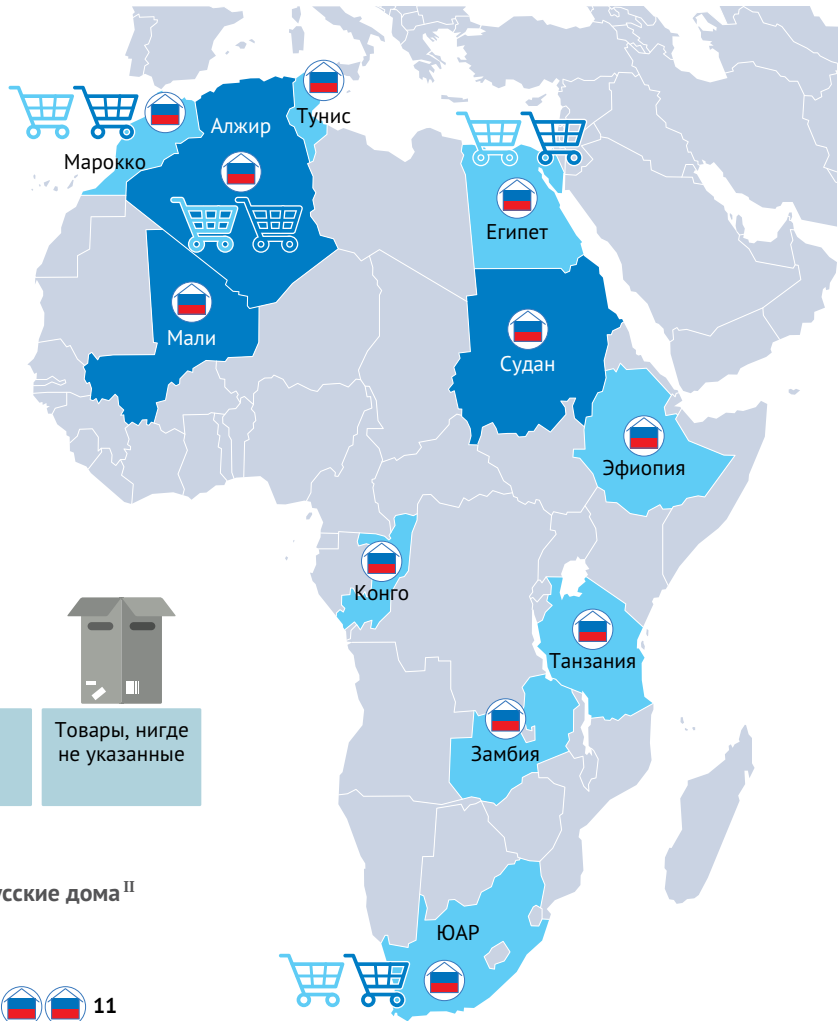 Тунис
Алжир
Марокко
Египет
Мали
Судан
Эфиопия
Конго
Танзания
Товары, нигде
не указанные
Замбия
усские дома II
ЮАР
11